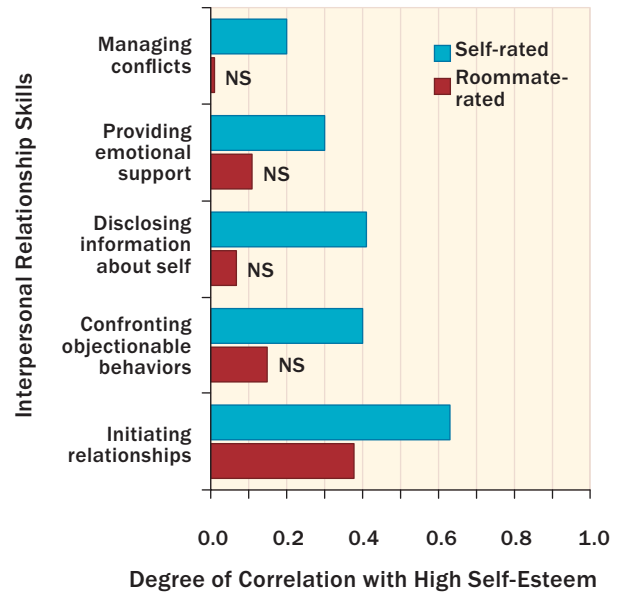 Interpersonal Relationship Skills
Managing
conflicts
NS
Providing
emotional
support
NS
Disclosing
information
about self
NS
Confronting
objectionable
behaviors
NS
Initiating
relationships
Self-rated
Roommate-
rated
0.0 0.2 0.4 0.6 0.8 1.0
Degree of Correlation with High Self-Esteem